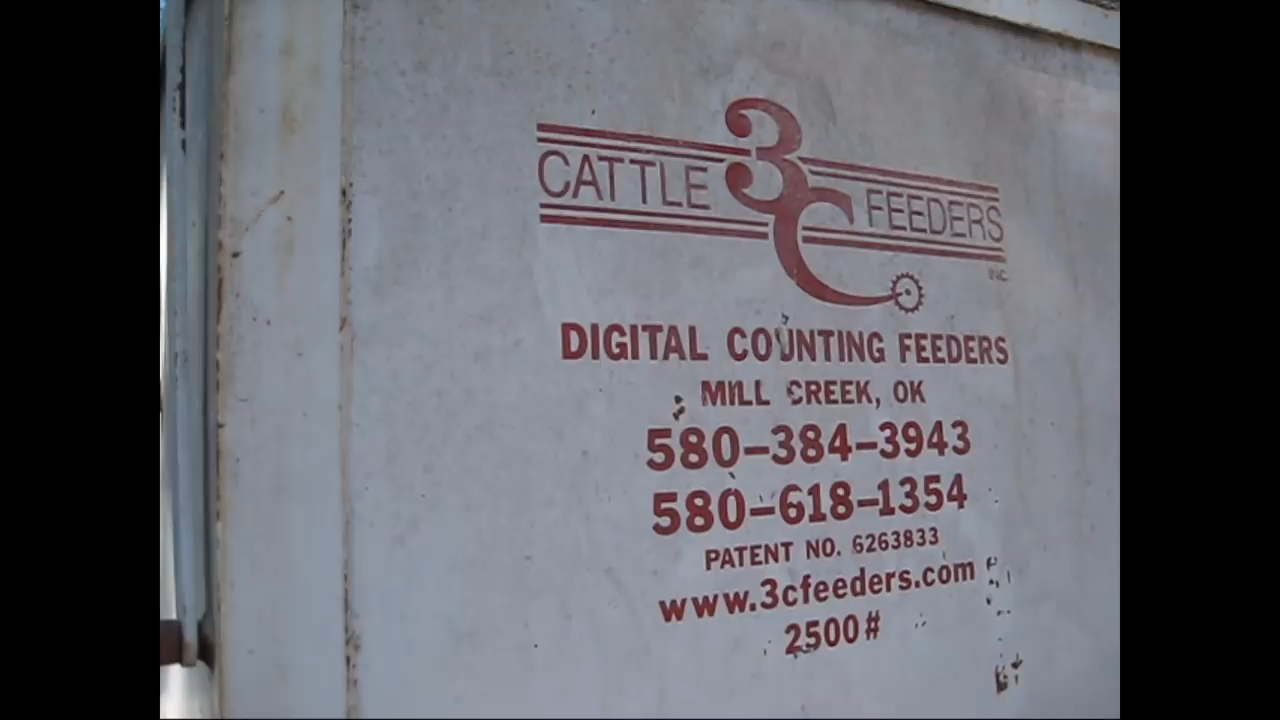 CATTLE 3C FEEDERS
INC.
DIGITAL COUNTING FEEDERS
MILL CREEK, OK
580-384-3943
580-618-1354
PATENT NO. 6263833
www.3cfeeders.com
2500#